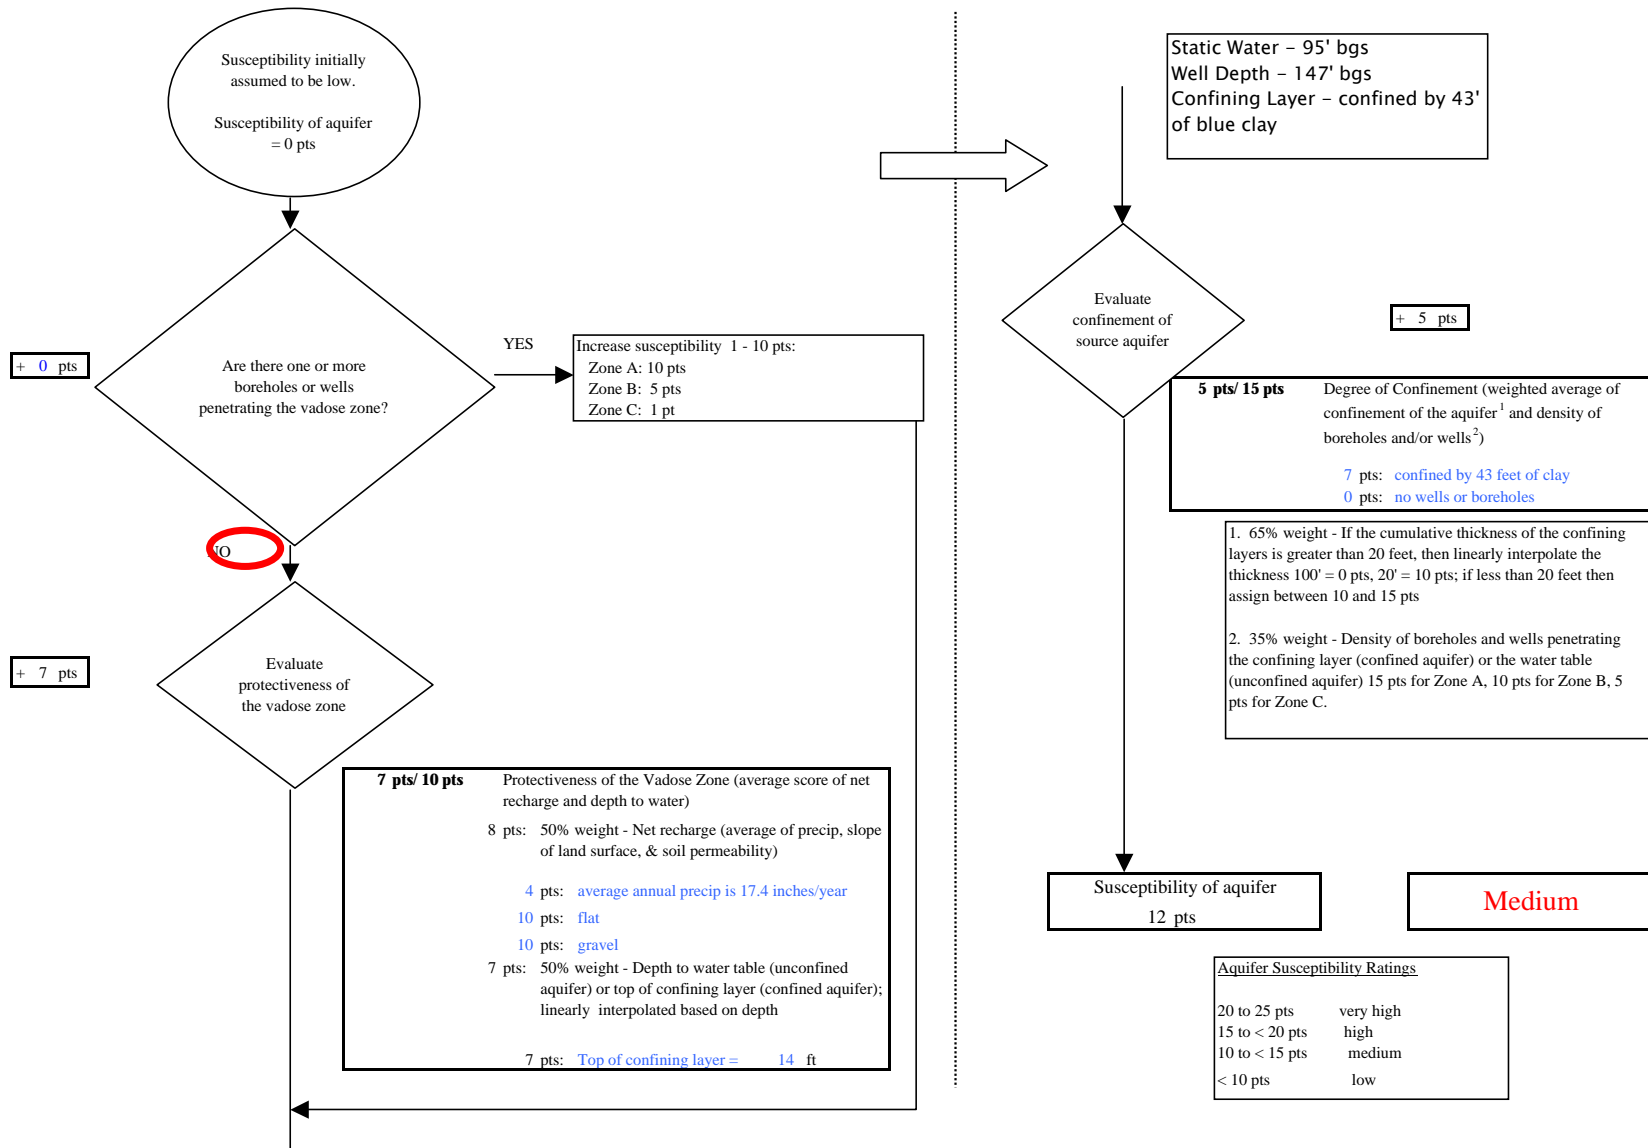 Susceptibility initially
assumed to be low.
Susceptibility of aquifer
= 0 pts
+ 0 pts
Are there one or more
boreholes or wells
penetrating the vadose zone?
YES
Increase susceptibility 1 - 10 pts:
Zone A: 10 pts
Zone B: 5 pts
Zone C: 1 pt
NO
+ 7 pts
Evaluate
protectiveness of
the vadose zone
7 pts/ 10 pts Protectiveness of the Vadose Zone (average score of net
recharge and depth to water)
8 pts: 50% weight - Net recharge (average of precip, slope
of land surface, & soil permeability)
4 pts: average annual precip is 17.4 inches/year
10 pts: flat
10 pts: gravel
7 pts: 50% weight - Depth to water table (unconfined
aquifer) or top of confining layer (confined aquifer);
linearly interpolated based on depth
7 pts: Top of confining layer = 14 ft
Static Water – 95' bgs
Well Depth – 147' bgs
Confining Layer – confined by 43'
of blue clay
Evaluate
confinement of
source aquifer
+ 5 pts
5 pts/ 15 pts Degree of Confinement (weighted average of
confinement of the aquifer1 and density of
boreholes and/or wells2)
7 pts: confined by 43 feet of clay
0 pts: no wells or boreholes
1. 65% weight - If the cumulative thickness of the confining
layers is greater than 20 feet, then linearly interpolate the
thickness 100' = 0 pts, 20' = 10 pts; if less than 20 feet then
assign between 10 and 15 pts
2. 35% weight - Density of boreholes and wells penetrating
the confining layer (confined aquifer) or the water table
(unconfined aquifer) 15 pts for Zone A, 10 pts for Zone B, 5
pts for Zone C.
Susceptibility of aquifer
12 pts
Medium
Aquifer Susceptibility Ratings
20 to 25 pts very high
15 to < 20 pts high
10 to < 15 pts medium
< 10 pts low